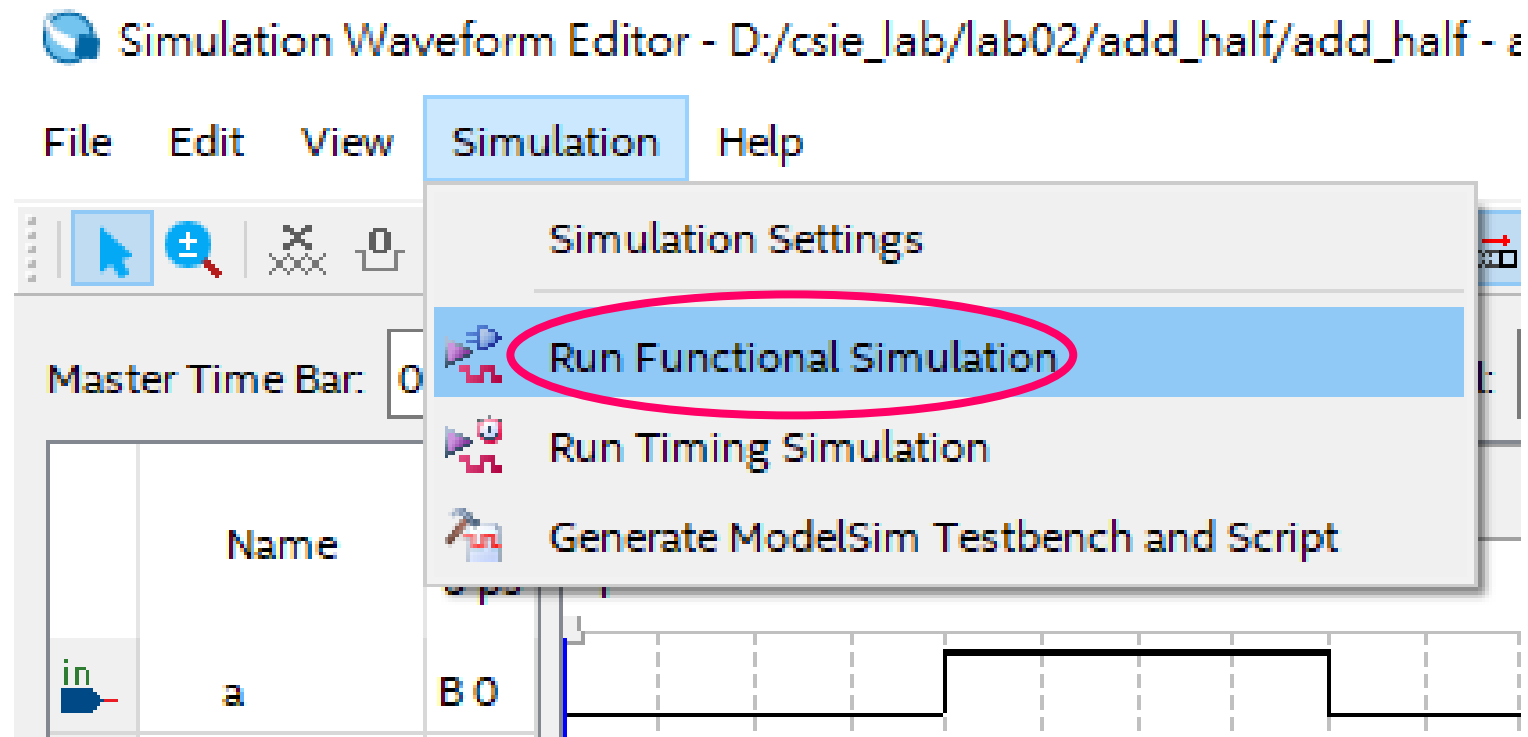 Simulation Waveform Editor - D:/csie_lab/lab02/add_half/add_half -
File Edit View Simulation Help
Simulation Settings
Run Functional Simulation
Master Time Bar: 0
Run Timing Simulation
Generate ModelSim Testbench and Script
Name
in
a
B 0